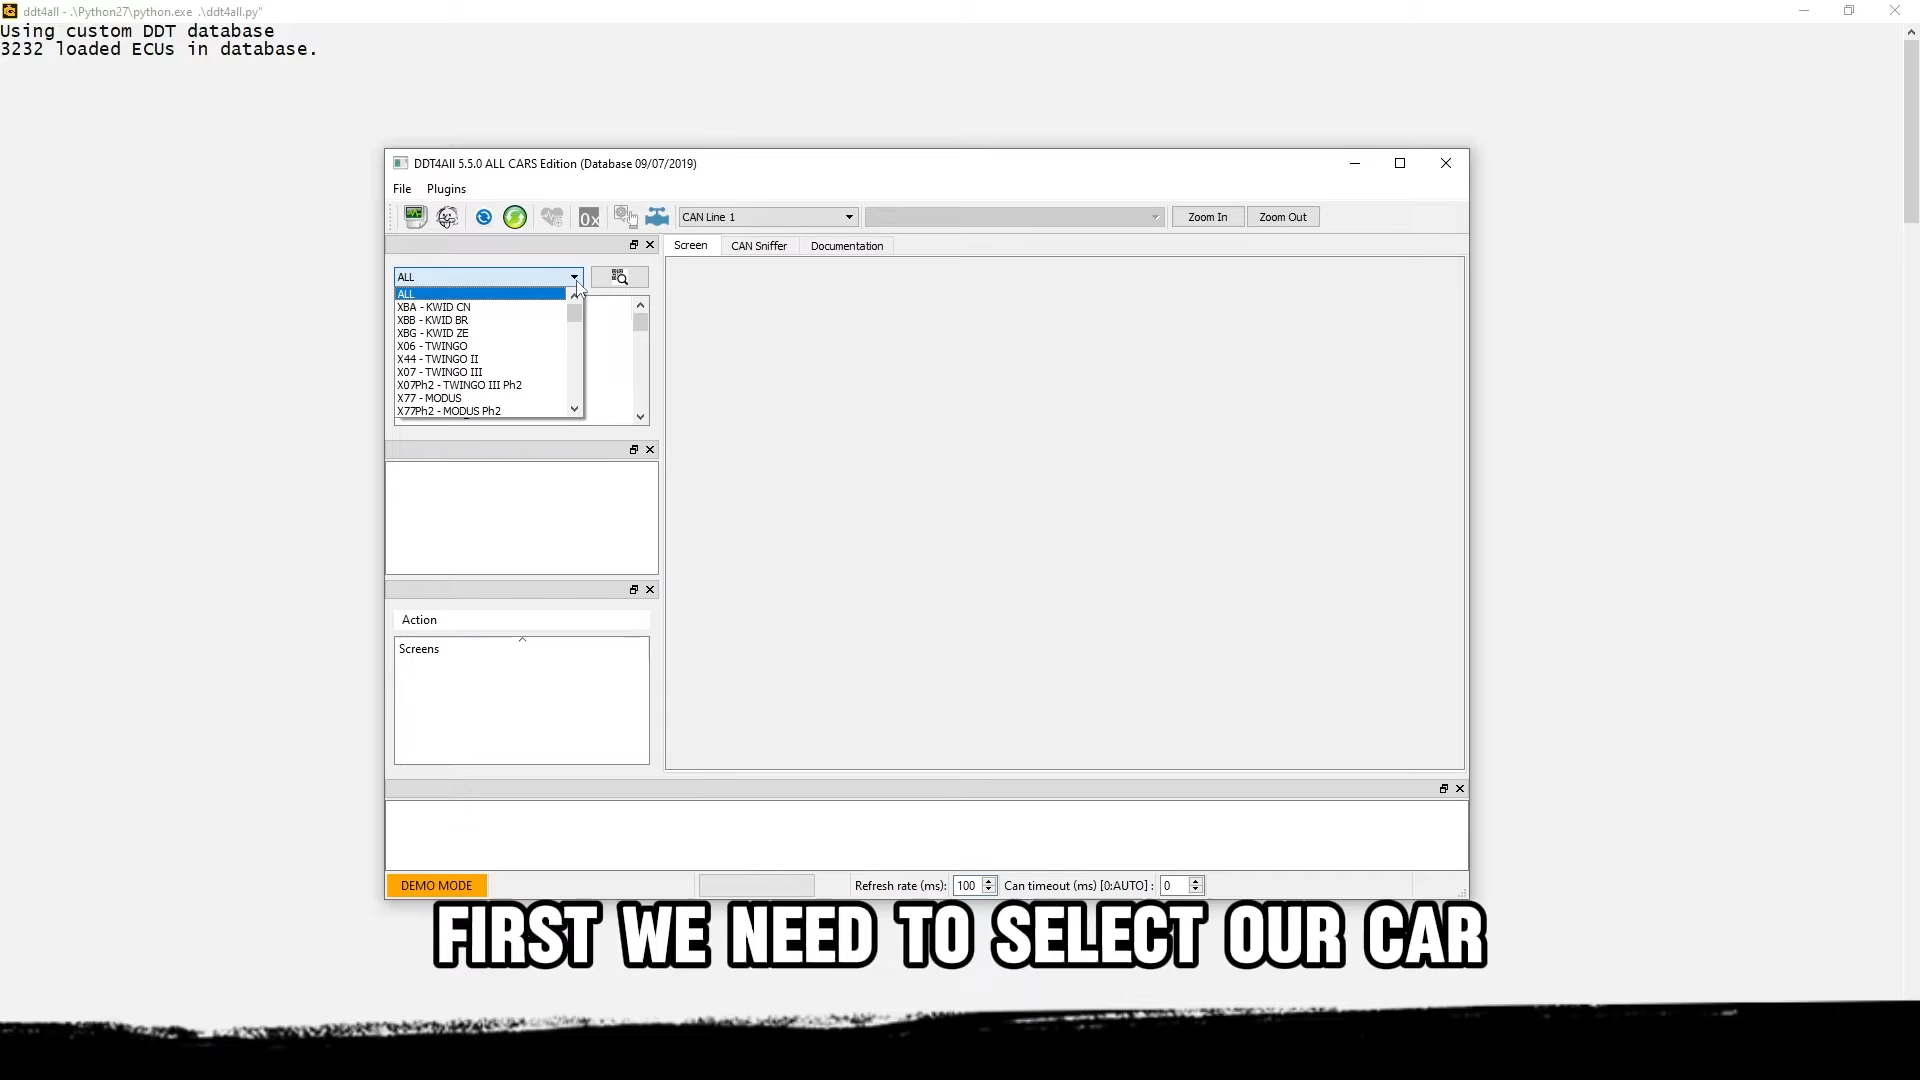 ddt4all - .\Python27\python.exe .\ddt4all.py"
Using custom DDT database
3232 loaded ECUs in database.
DDT4All 5.5.0 ALL CARS Edition (Database 09/07/2019)
File Plugins
0x
CAN Line 1
Zoom In Zoom Out
Screen CAN Sniffer Documentation
ALL
ALL
XBA - KWID CN
XBB - KWID BR
XBG - KWID ZE
X06 - TWINGO
X44 - TWINGO II
X07 - TWINGO III
X07Ph2 - TWINGO III Ph2
X77 - MODUS
X77Ph2 - MODUS Ph2
Action
Screens
DEMO MODE
Refresh rate (ms): 100 Can timeout (ms) [0:AUTO] : 0
FIRST WE NEED TO SELECT OUR CAR